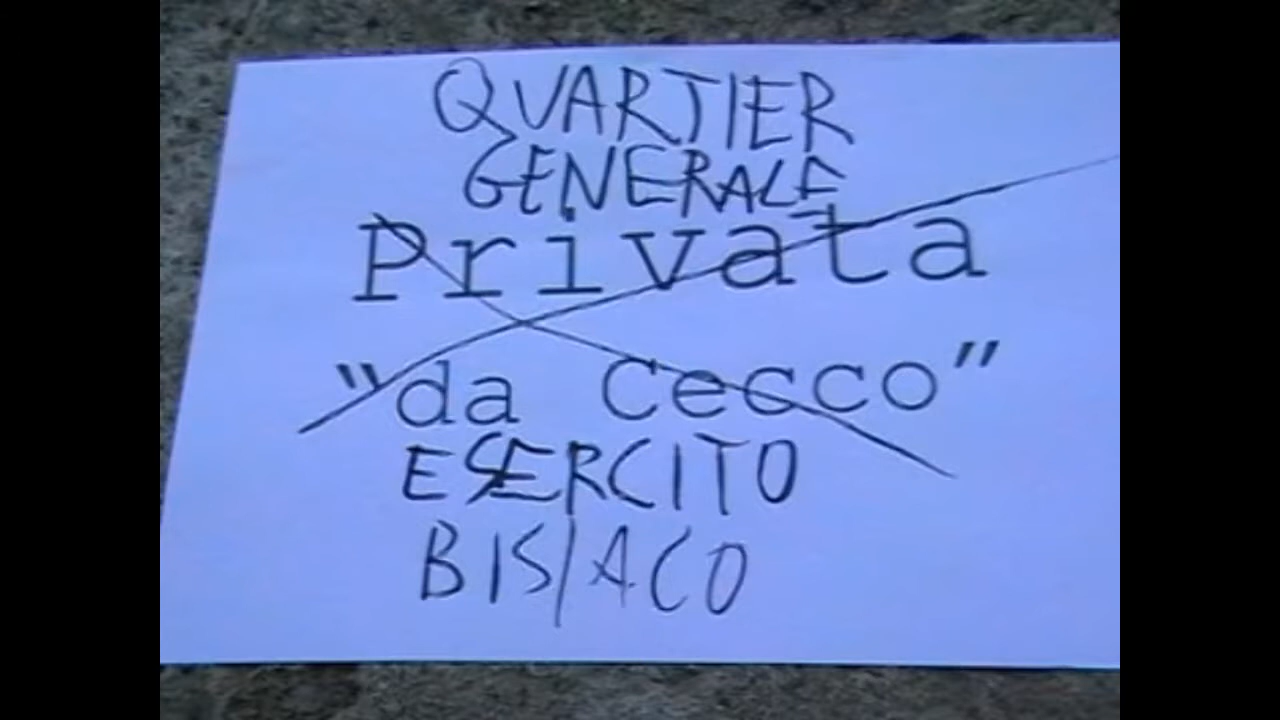 QUARTIER
GENERALE
Privata
"da Cecco"
ESERCITO
BISIACO